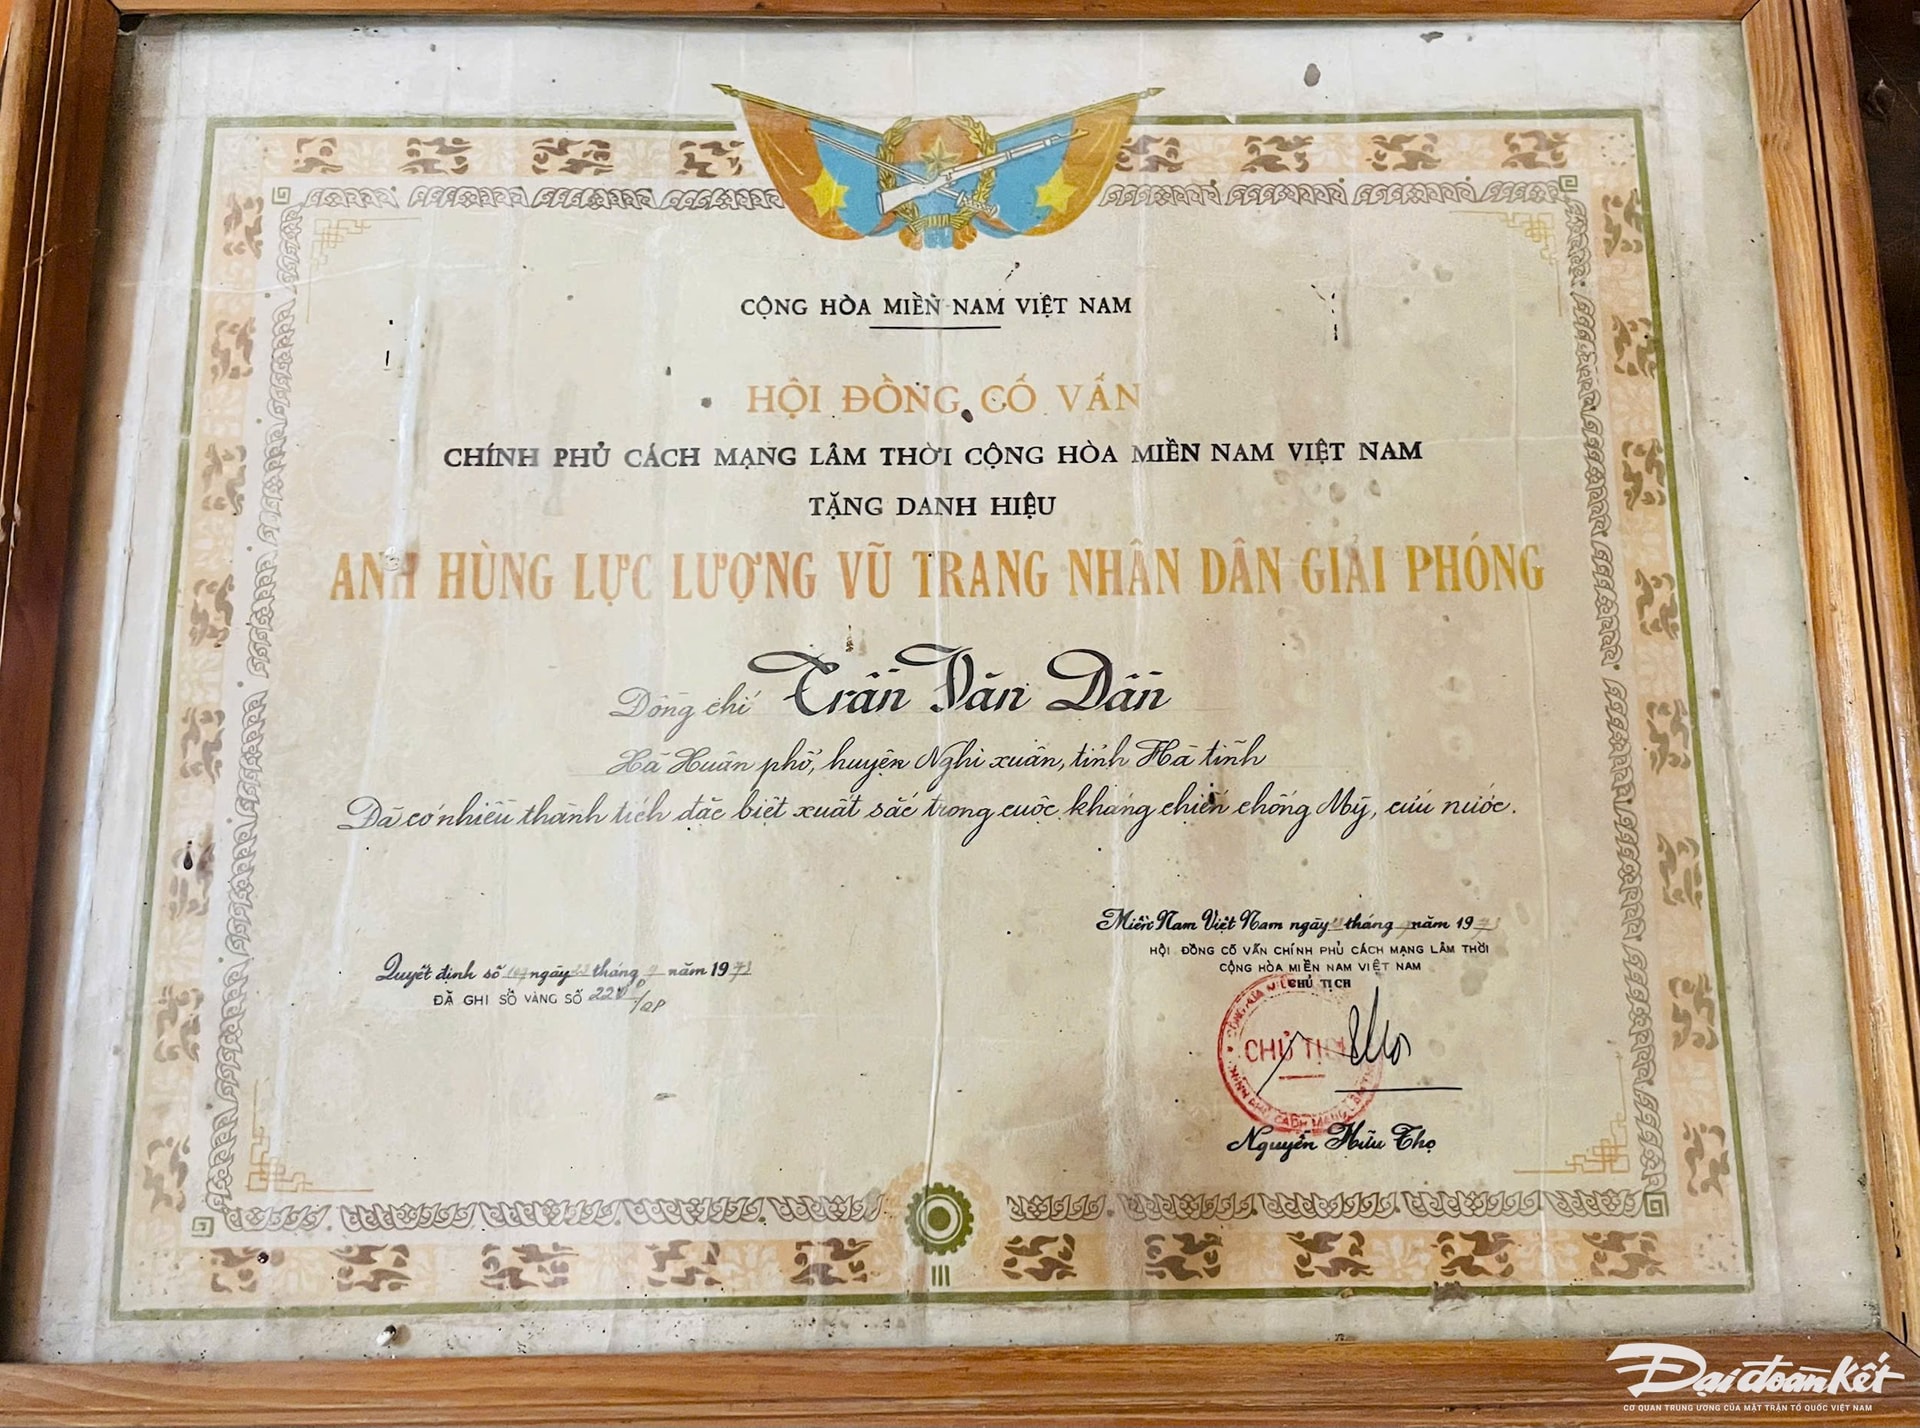 CỘNG HÒA MIỀN NAM VIỆT NAM
HỘI ĐỒNG CỐ VẤN
CHÍNH PHỦ CÁCH MẠNG LÂM THỜI CỘNG HÒA MIỀN NAM VIỆT NAM
TẶNG DANH HIỆU
ANH HÙNG LỰC LƯỢNG VŨ TRANG NHÂN DÂN GIẢI PHÓNG
Đồng chí Trần Văn Dần
Xã Xuân phổ, huyện Nghi xuân, tỉnh Hà tĩnh
Đã có nhiều thành tích đặc biệt xuất sắc trong cuộc kháng chiến chống Mỹ, cứu nước.
Miền Nam Việt Nam ngày tháng năm 19
HỘI ĐỒNG CỐ VẤN CHÍNH PHỦ CÁCH MẠNG LÂM THỜI
CỘNG HÒA MIỀN NAM VIỆT NAM
CHỦ TỊCH
Quyết định số ngày tháng 9 năm 1973
ĐÃ GHI SỔ VÀNG SỐ
CHỦ TỊCH
Nguyễn Hữu Thọ
Đại đoàn kết
CƠ QUAN TRUNG ƯƠNG CỦA MẶT TRẬN TỔ QUỐC VIỆT NAM